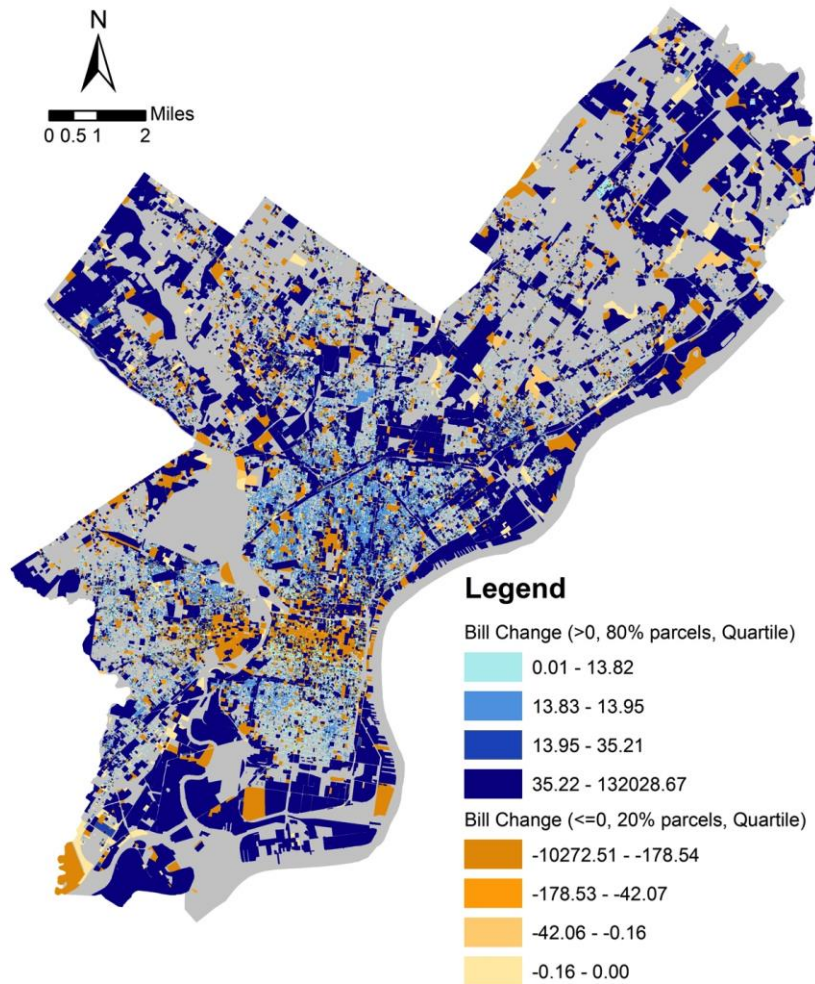 N
Miles
0 0.5 1 2
Legend
Bill Change (>0, 80% parcels, Quartile)
0.01 - 13.82
13.83 - 13.95
13.95 - 35.21
35.22 - 132028.67
Bill Change (<=0, 20% parcels, Quartile)
-10272.51 - -178.54
-178.53 - -42.07
-42.06 - -0.16
-0.16 - 0.00